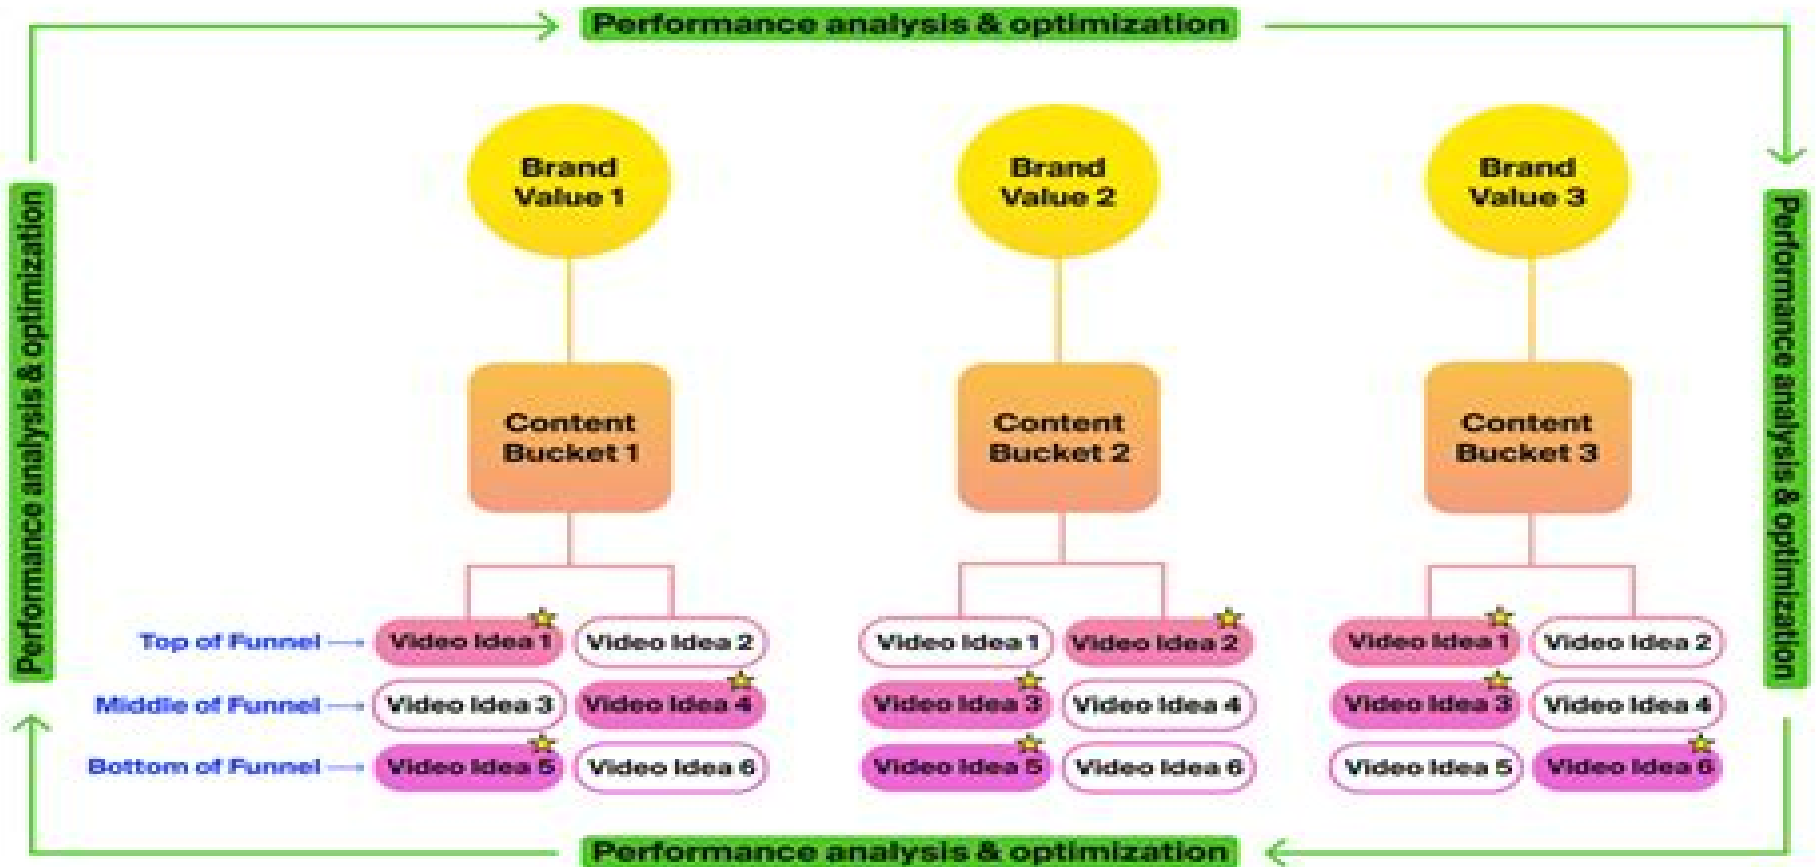 Performance analysis & optimization
Performance analysis & optimization
Performance analysis & optimization
Brand
Value 1
Brand
Value 2
Brand
Value 3
Content
Bucket 1
Content
Bucket 2
Content
Bucket 3
Top of Funnel
Video Idea 1
Video Idea 2
Video Idea 1
Video Idea 2
Video Idea 1
Video Idea 2
Middle of Funnel
Video Idea 3
Video Idea 4
Video Idea 3
Video Idea 4
Video Idea 3
Video Idea 4
Bottom of Funnel
Video Idea 5
Video Idea 6
Video Idea 5
Video Idea 6
Video Idea 5
Video Idea 6
Performance analysis & optimization